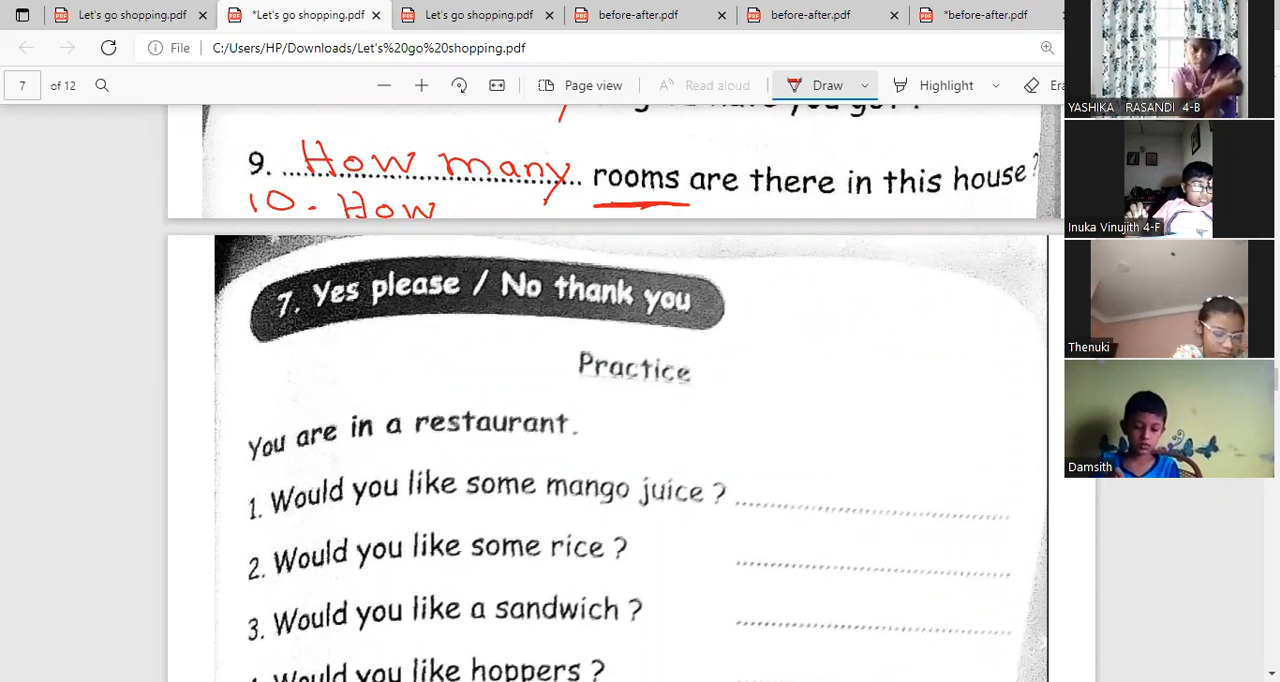 Let's go shopping.pdf
*Let's go shopping.pdf
Let's go shopping.pdf
before-after.pdf
before-after.pdf
*before-after.pdf
File
C:/Users/HP/Downloads/Let's%20go%20shopping.pdf
7 of 12
Page view
Read aloud
Draw
Highlight
Era
9. How many rooms are there in this house?
10. How
7. Yes please / No thank you
Practice
You are in a restaurant.
1. Would you like some mango juice ?
2. Would you like some rice ?
3. Would you like a sandwich ?
Would you like hoppers ?
YASHIKA RASANDI 4-B
Inuka Vinujith 4-F
Thenuki
Damsith